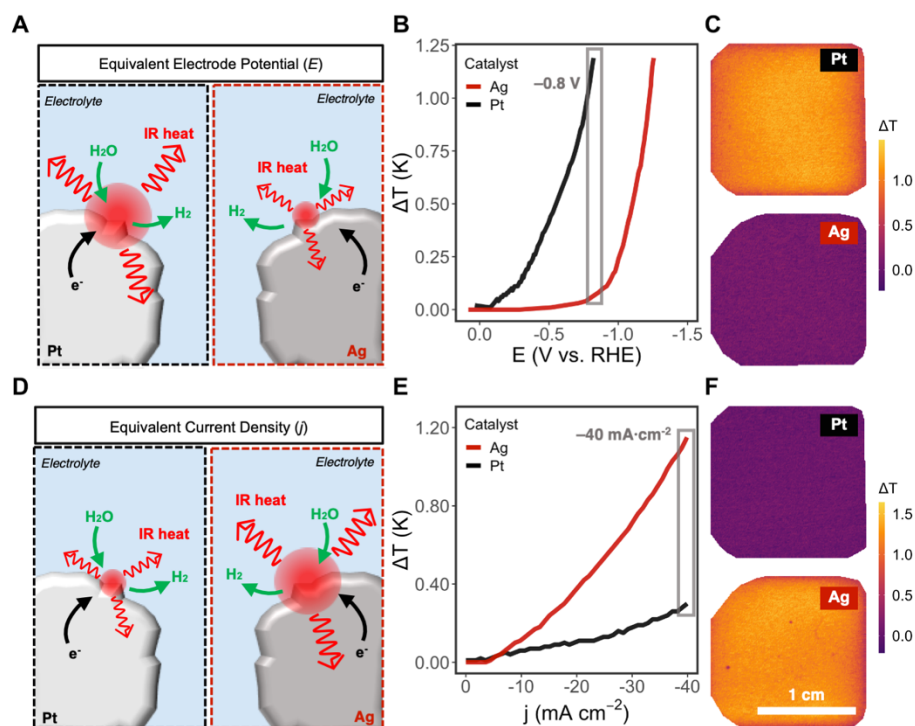 A
Equivalent Electrode Potential (E)
Electrolyte
Electrolyte
H₂O
IR heat
H₂
e⁻
Pt
IR heat
H₂O
H₂
e⁻
Ag
B
1.25
1.00
0.75
0.50
0.25
0.00
ΔT (K)
Catalyst
Ag
Pt
−0.8 V
0.0
-0.5
-1.0
-1.5
E (V vs. RHE)
C
Pt
Ag
ΔT
1.5
1.0
0.5
0.0
D
Equivalent Current Density (j)
Electrolyte
Electrolyte
H₂O
IR heat
H₂
e⁻
Pt
IR heat
H₂O
H₂
e⁻
Ag
E
1.20
0.80
0.40
0.00
ΔT (K)
Catalyst
Ag
Pt
−40 mA·cm⁻²
0
-10
-20
-30
-40
j (mA cm⁻²)
F
Pt
Ag
1 cm
ΔT
1.5
1.0
0.5
0.0